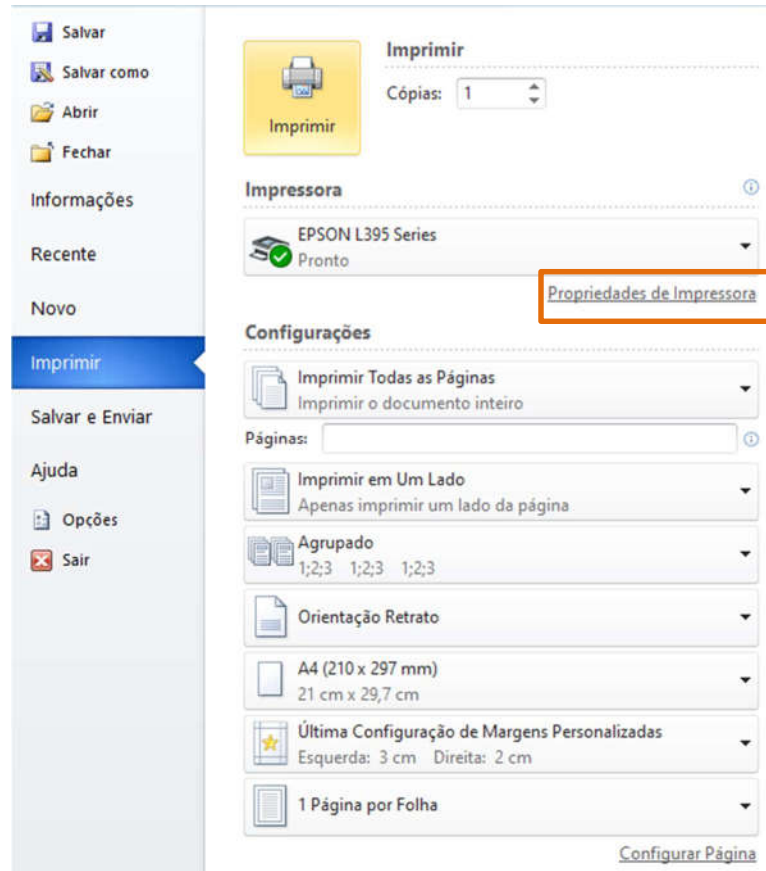 Salvar
Salvar como
Abrir
Fechar
Informações
Recente
Novo
Imprimir
Salvar e Enviar
Ajuda
Opções
Sair
Imprimir
Imprimir
Cópias: 1
Impressora
EPSON L395 Series
Pronto
Propriedades de Impressora
Configurações
Imprimir Todas as Páginas
Imprimir o documento inteiro
Páginas:
Imprimir em Um Lado
Apenas imprimir um lado da página
Agrupado
1;2;3 1;2;3 1;2;3
Orientação Retrato
A4 (210 x 297 mm)
21 cm x 29,7 cm
Última Configuração de Margens Personalizadas
Esquerda: 3 cm Direita: 2 cm
1 Página por Folha
Configurar Página